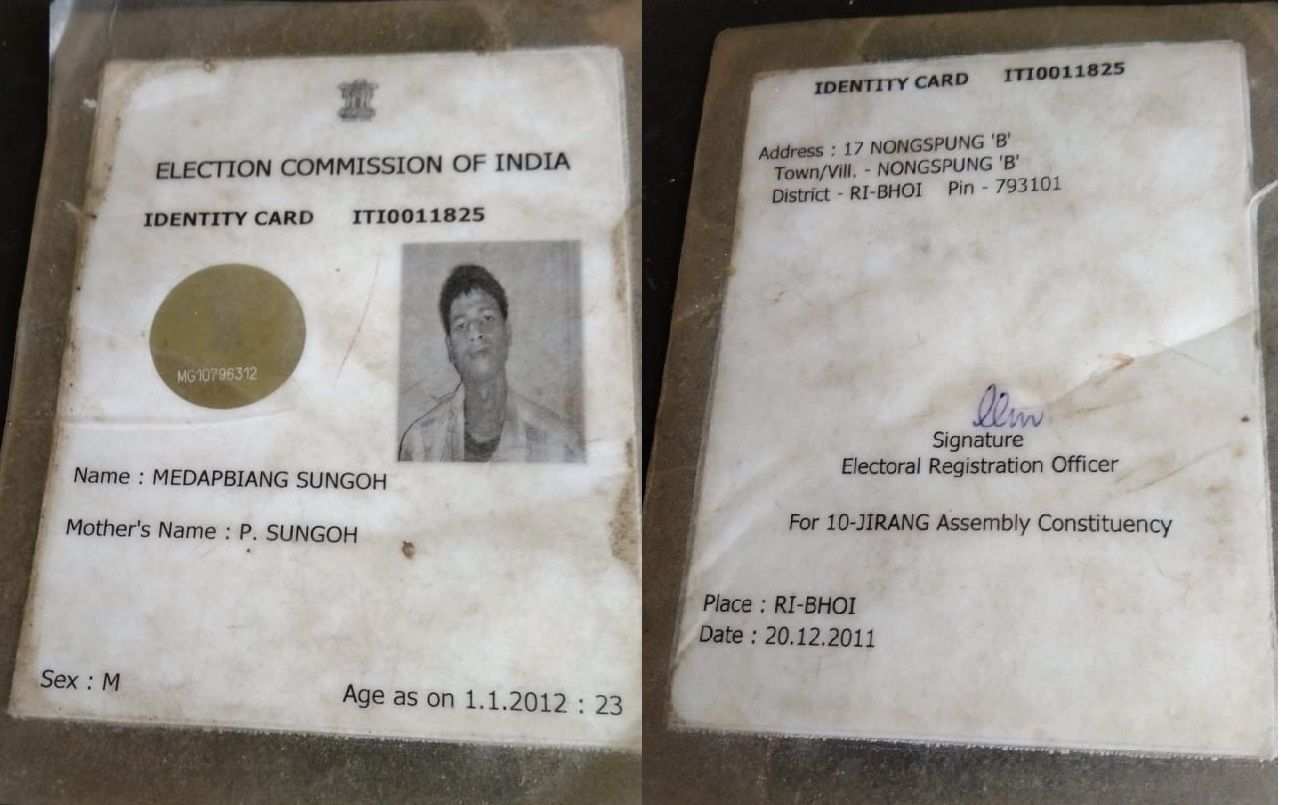 ELECTION COMMISSION OF INDIA
IDENTITY CARD ITI0011825
MG10796312
Name : MEDAPBIANG SUNGOH
Mother's Name : P. SUNGOH
Sex : M
Age as on 1.1.2012 : 23
IDENTITY CARD ITI0011825
Address : 17 NONGSPUNG 'B'
Town/Vill. - NONGSPUNG 'B'
District - RI-BHOI Pin - 793101
Signature
Electoral Registration Officer
For 10-JIRANG Assembly Constituency
Place : RI-BHOI
Date : 20.12.2011